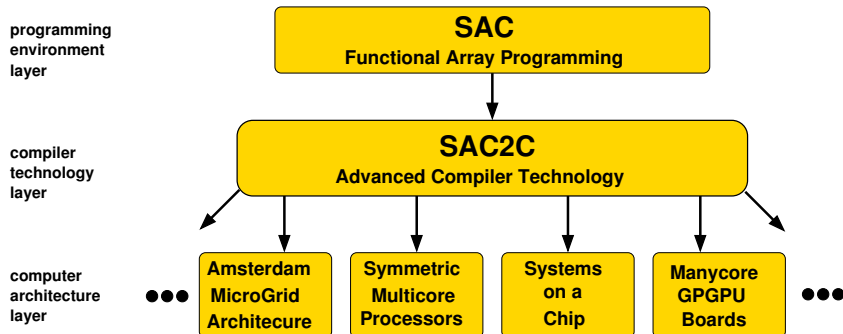 programming
environment
layer
SAC
Functional Array Programming
compiler
technology
layer
SAC2C
Advanced Compiler Technology
computer
architecture
layer
Amsterdam
MicroGrid
Architecure
Symmetric
Multicore
Processors
Systems
on a
Chip
Manycore
GPGPU
Boards